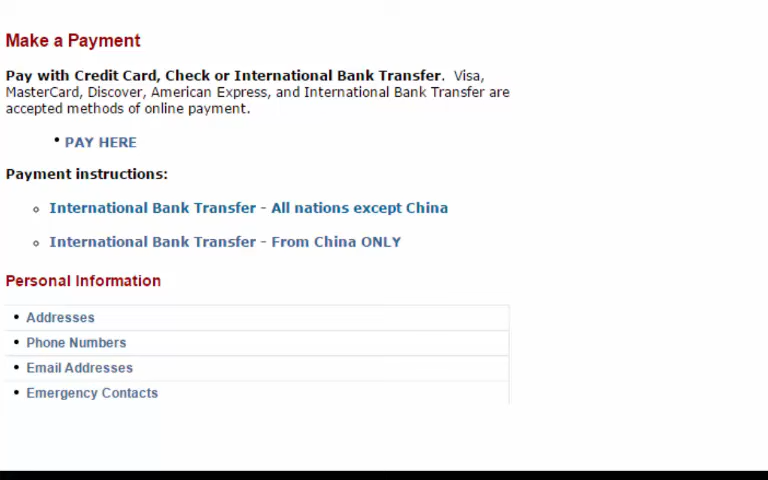 Make a Payment
Pay with Credit Card, Check or International Bank Transfer. Visa,
MasterCard, Discover, American Express, and International Bank Transfer are
accepted methods of online payment.
• PAY HERE
Payment instructions:
◦ International Bank Transfer - All nations except China
◦ International Bank Transfer - From China ONLY
Personal Information
• Addresses
• Phone Numbers
• Email Addresses
• Emergency Contacts